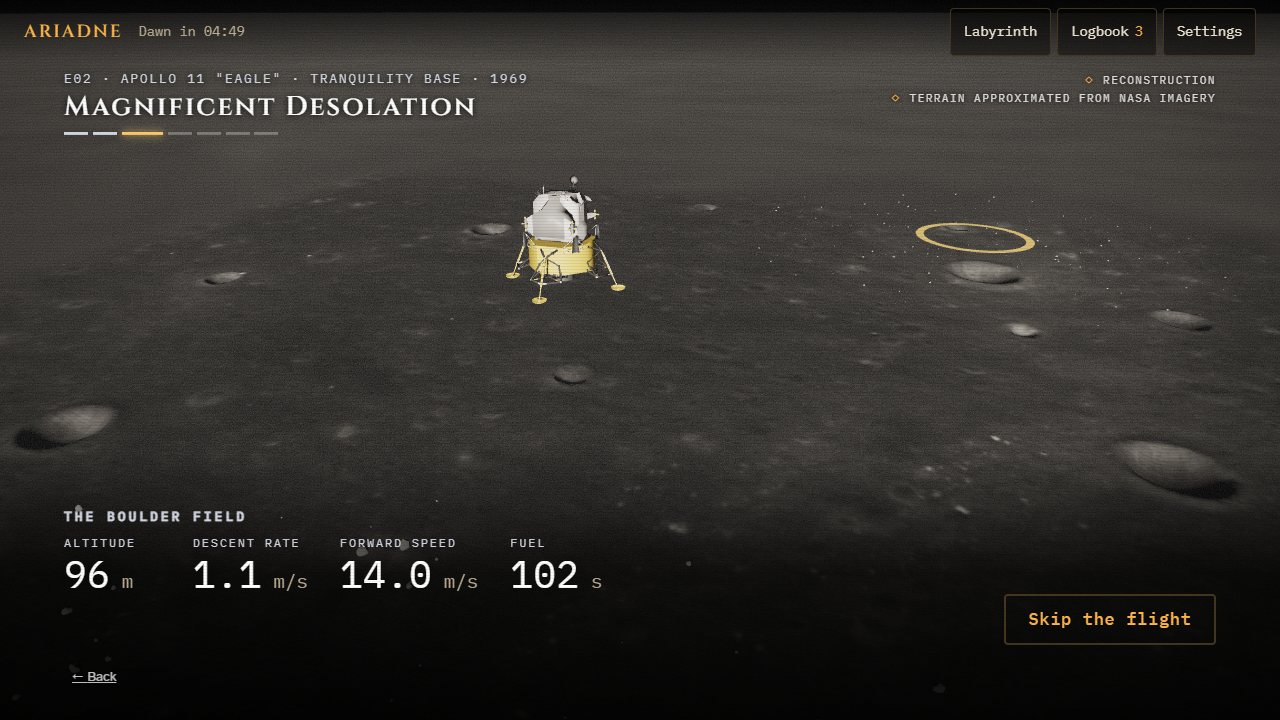 ARIADNE Dawn in 04:49 Labyrinth Logbook 3 Settings
E02 · APOLLO 11 "EAGLE" · TRANQUILITY BASE · 1969
Magnificent Desolation
◇ RECONSTRUCTION
◇ TERRAIN APPROXIMATED FROM NASA IMAGERY
THE BOULDER FIELD
ALTITUDE DESCENT RATE FORWARD SPEED FUEL
96 m 1.1 m/s 14.0 m/s 102 s
Skip the flight
← Back